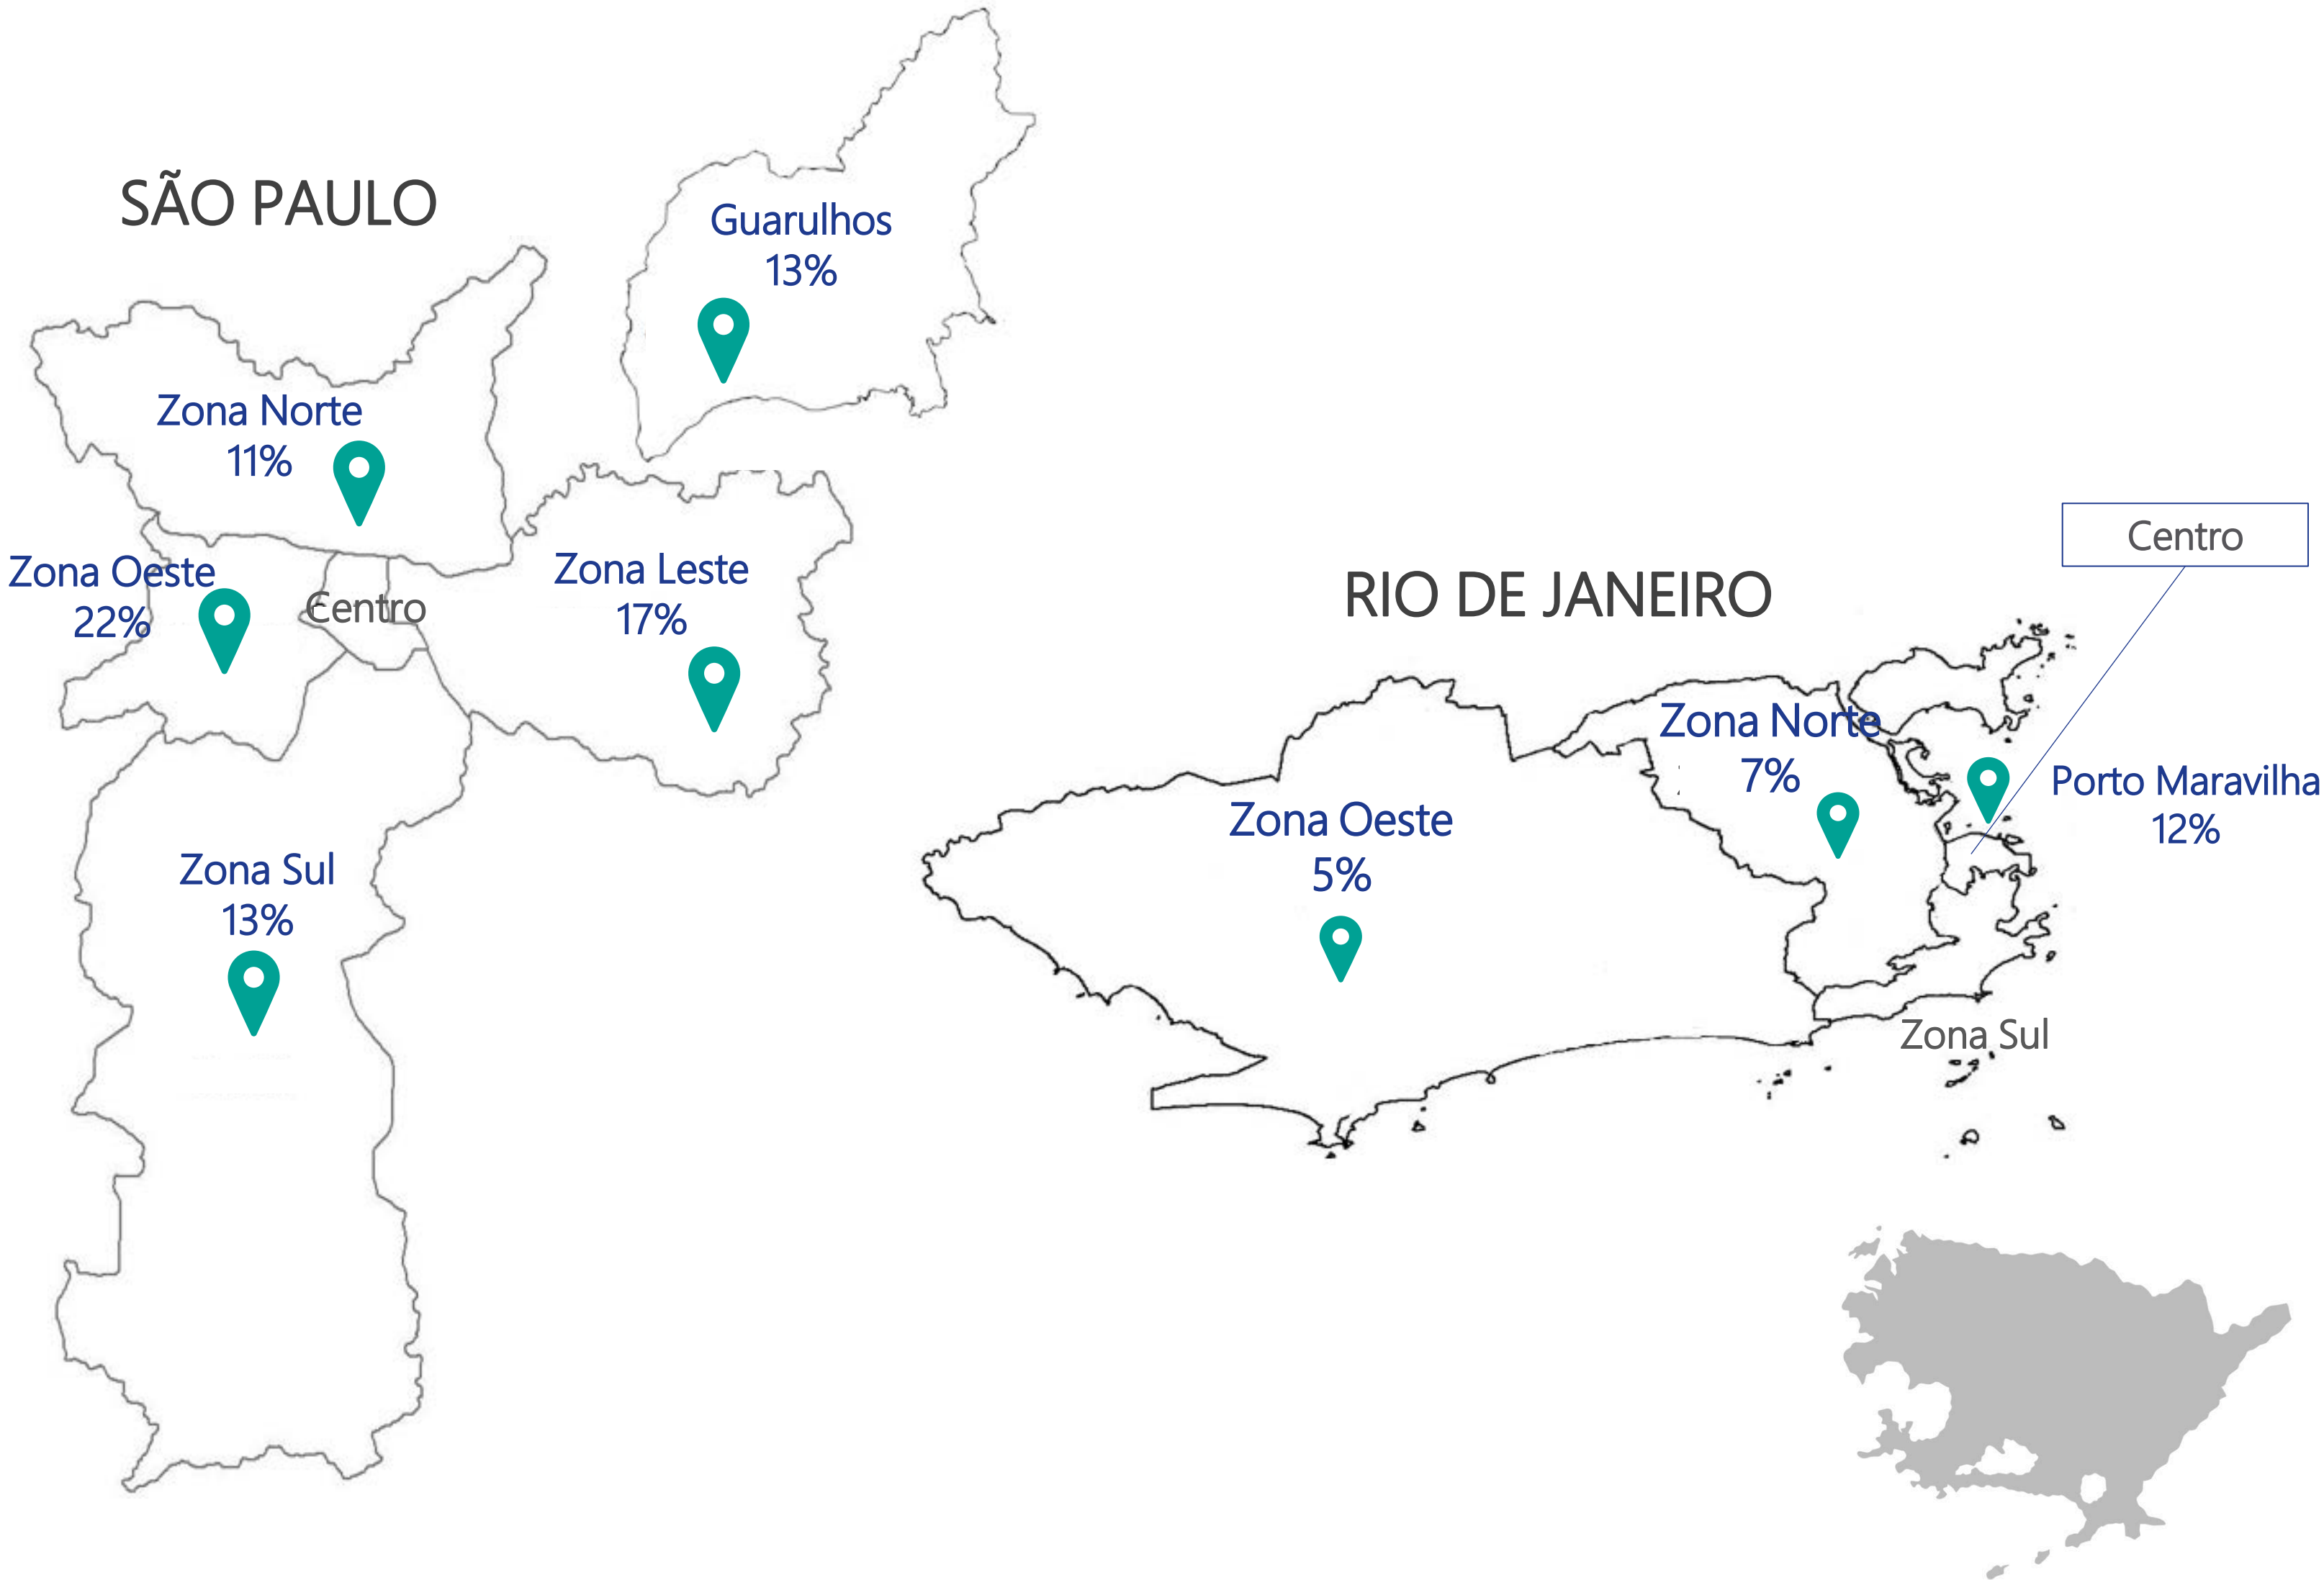 SÃO PAULO
Guarulhos
13%
Zona Norte
11%
Zona Oeste
22%
Centro
Zona Leste
17%
Zona Sul
13%
RIO DE JANEIRO
Centro
Zona Norte
7%
Porto Maravilha
12%
Zona Oeste
5%
Zona Sul